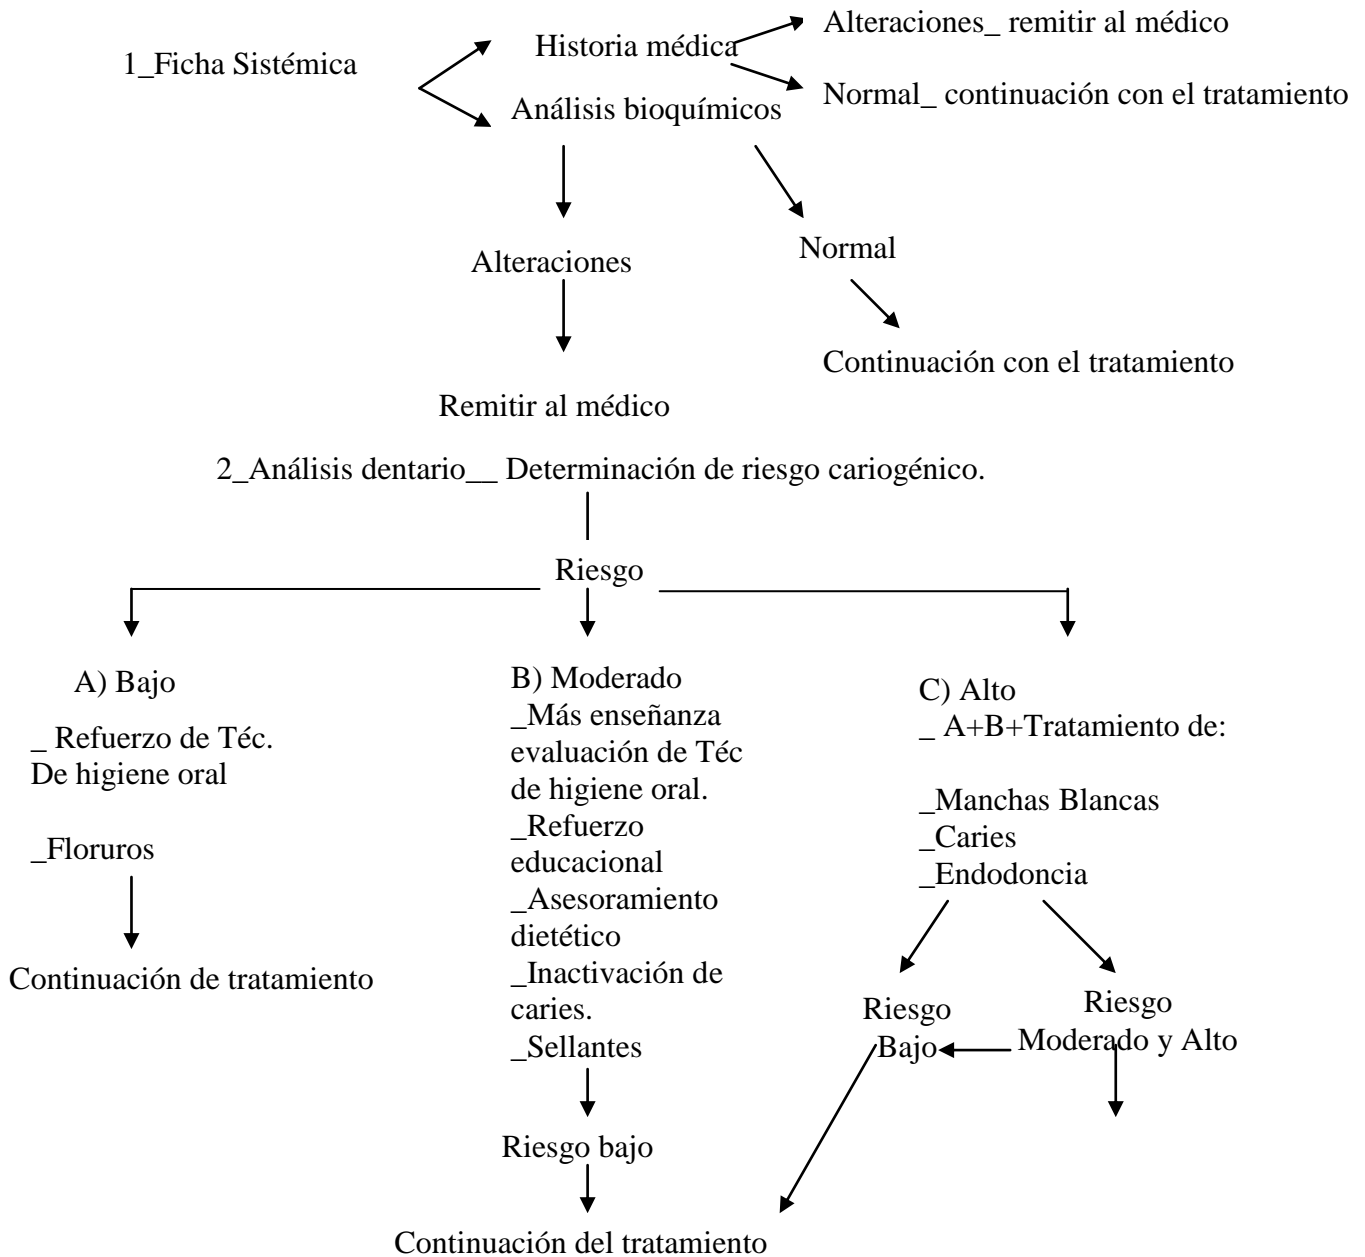 1_Ficha Sistémica
Historia médica
Alteraciones_ remitir al médico
Normal_ continuación con el tratamiento
Análisis bioquímicos
Alteraciones
Normal
Continuación con el tratamiento
Remitir al médico
2_Análisis dentario__ Determinación de riesgo cariogénico.
Riesgo
A) Bajo
_ Refuerzo de Téc.
De higiene oral
_Floruros
Continuación de tratamiento
B) Moderado
_Más enseñanza
evaluación de Téc
de higiene oral.
_Refuerzo
educacional
_Asesoramiento
dietético
_Inactivación de
caries.
_Sellantes
Riesgo bajo
C) Alto
_ A+B+Tratamiento de:
_Manchas Blancas
_Caries
_Endodoncia
Riesgo
Bajo
Riesgo
Moderado y Alto
Continuación del tratamiento